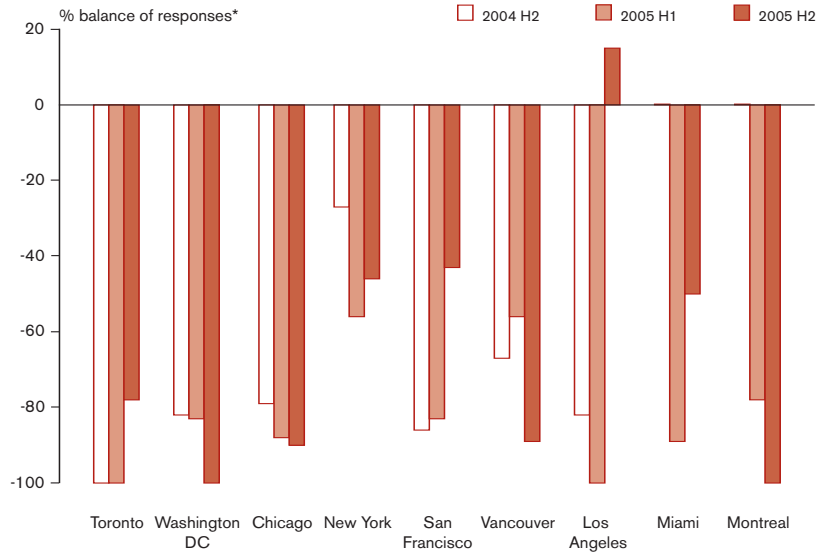 % balance of responses*
2004 H2
2005 H1
2005 H2
20
0
-20
-40
-60
-80
-100
Toronto
Washington
DC
Chicago
New York
San
Francisco
Vancouver
Los
Angeles
Miami
Montreal